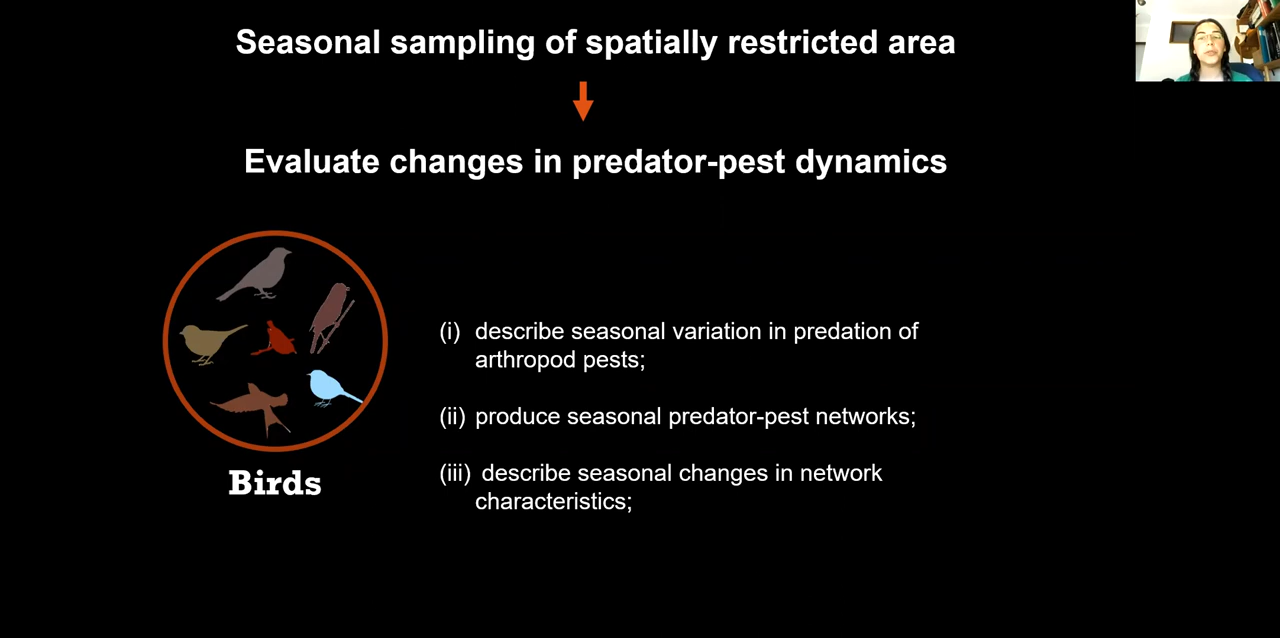 Seasonal sampling of spatially restricted area
Evaluate changes in predator-pest dynamics
(i) describe seasonal variation in predation of
arthropod pests;
(ii) produce seasonal predator-pest networks;
(iii) describe seasonal changes in network
characteristics;
Birds